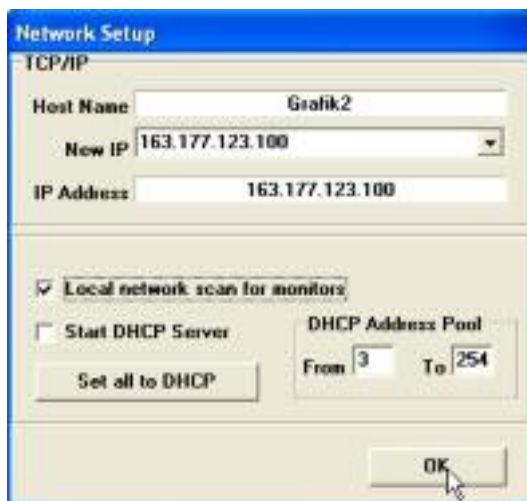 Network Setup
TCP/IP
Host Name Grafik2
New IP 163.177.123.100
IP Address 163.177.123.100
Local network scan for monitors
Start DHCP Server
DHCP Address Pool
From 3 To 254
Set all to DHCP
OK